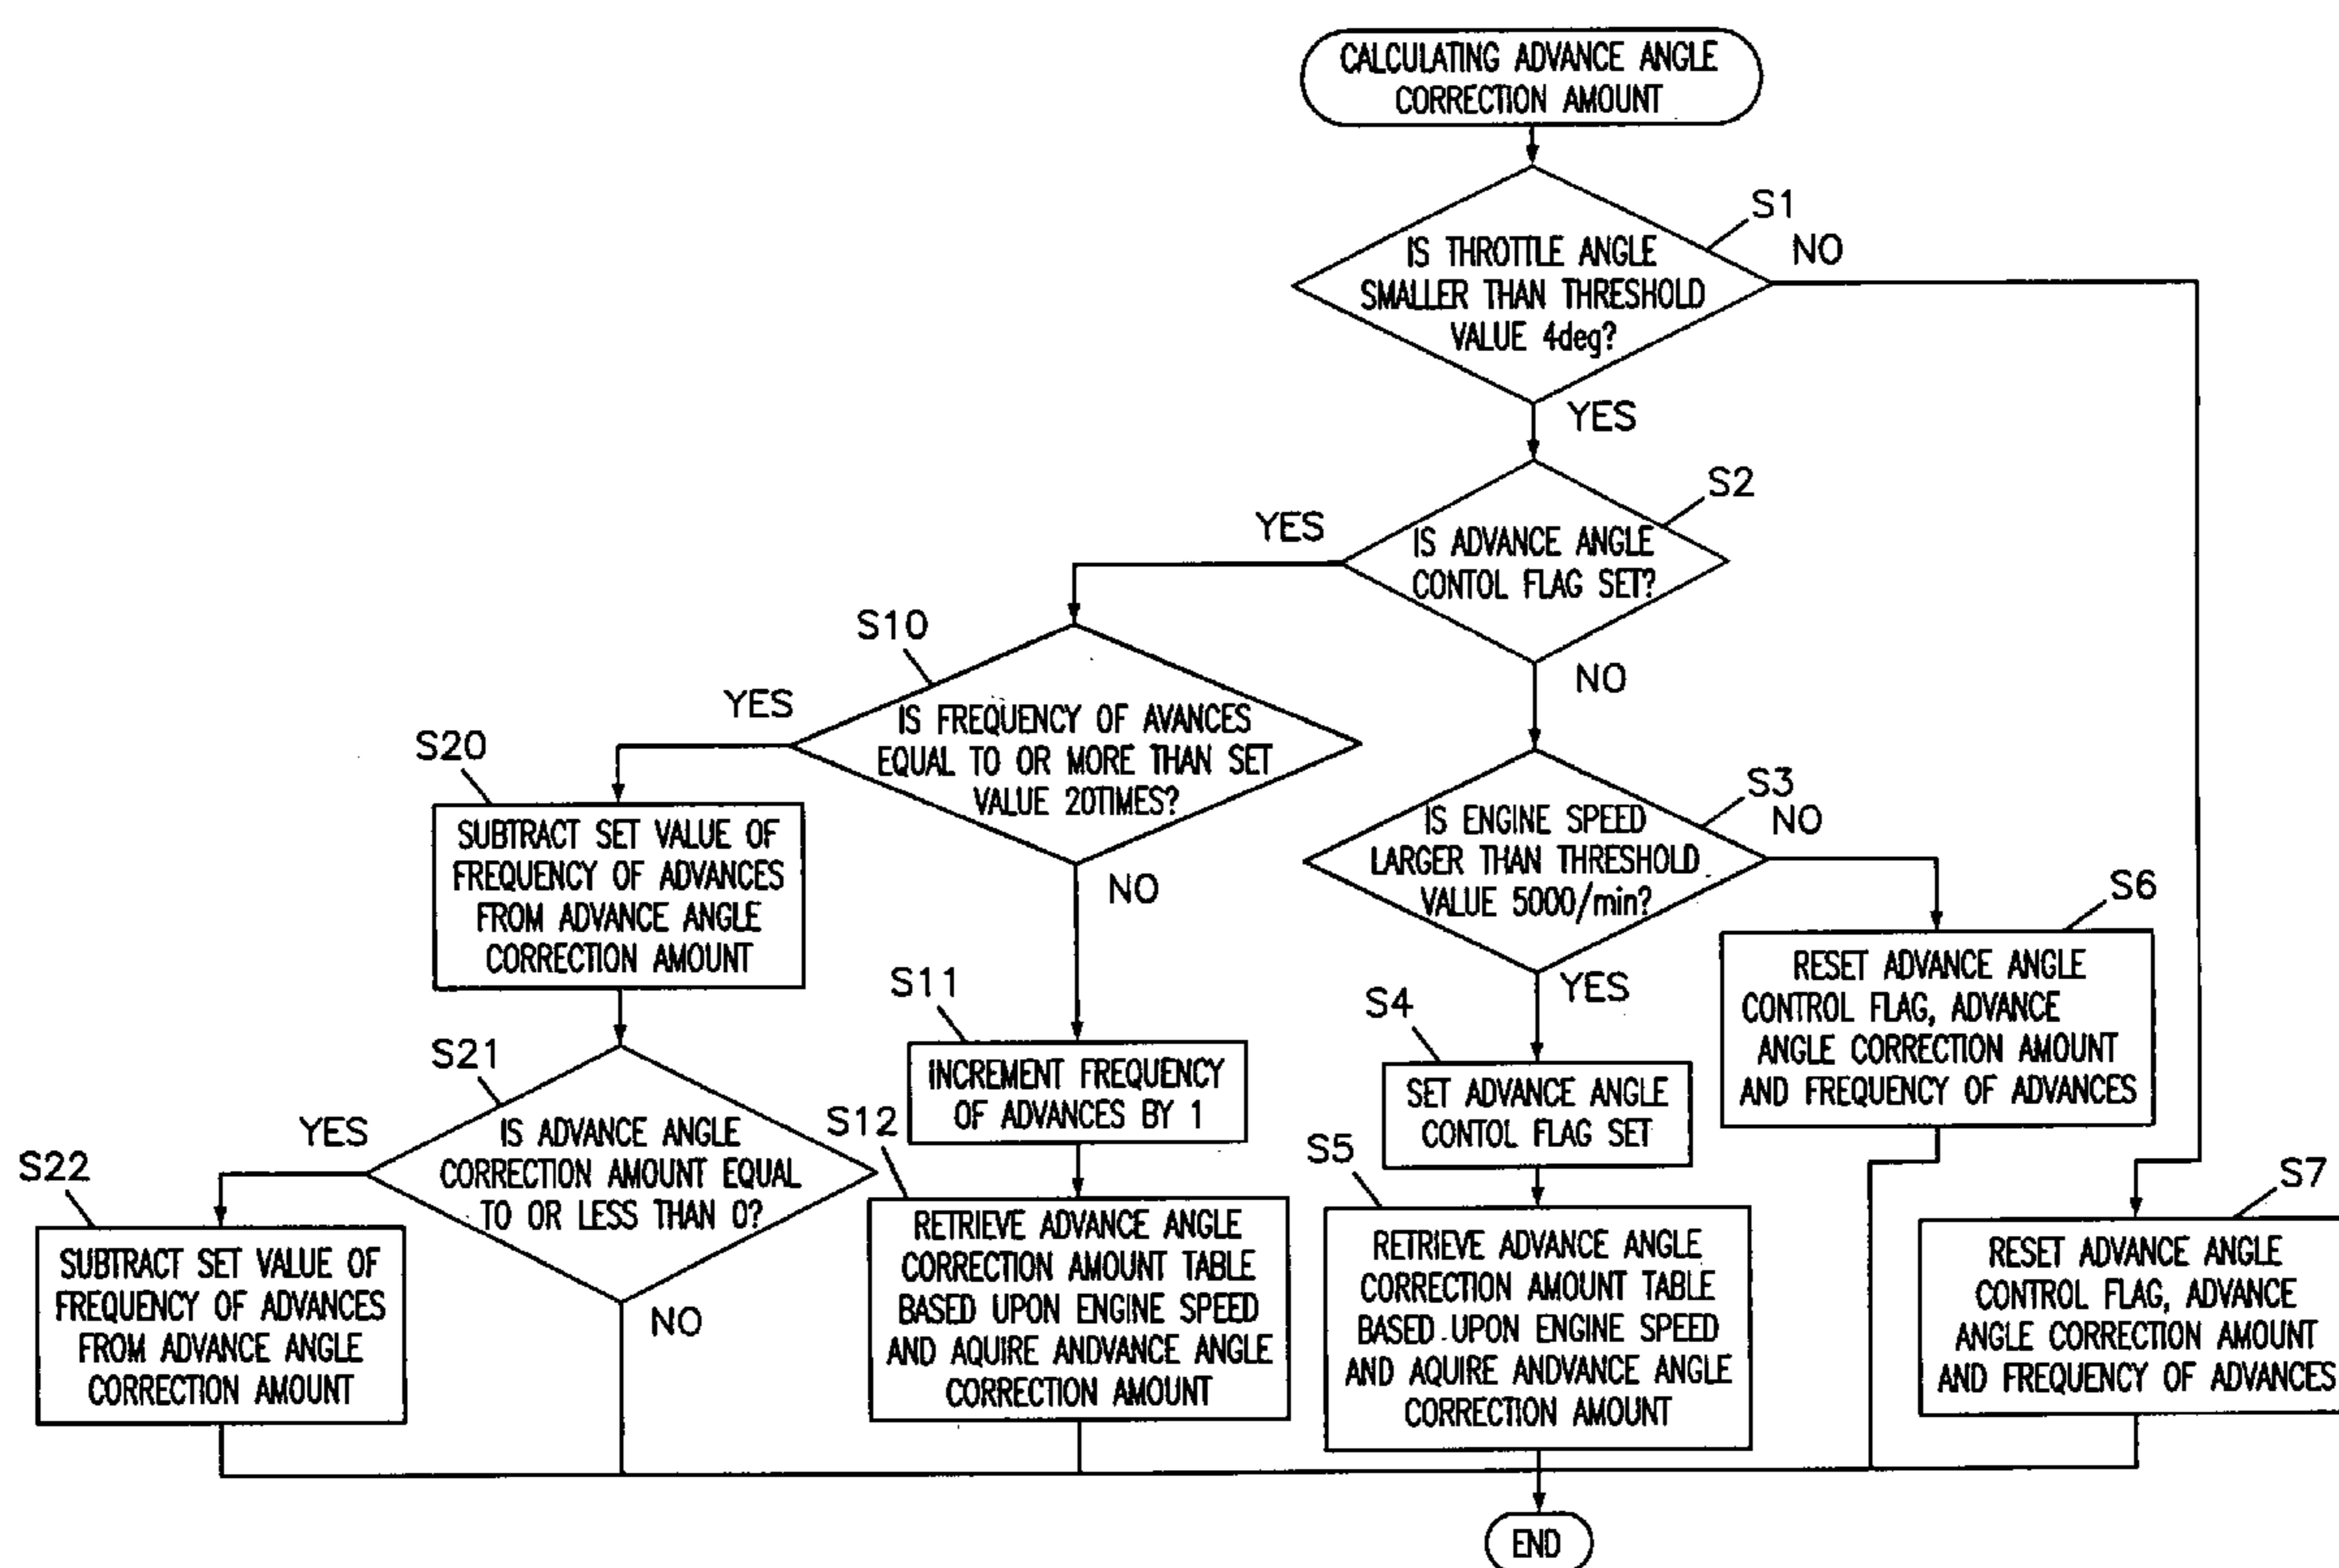 CALCULATING ADVANCE ANGLE
CORRECTION AMOUNT
S1
IS THROTTLE ANGLE
SMALLER THAN THRESHOLD
VALUE 4deg?
NO
YES
S2
IS ADVANCE ANGLE
CONTOL FLAG SET?
YES
NO
S10
IS FREQUENCY OF AVANCES
EQUAL TO OR MORE THAN SET
VALUE 20TIMES?
YES
NO
S3
IS ENGINE SPEED
LARGER THAN THRESHOLD
VALUE 5000/min?
NO
YES
S20
SUBTRACT SET VALUE OF
FREQUENCY OF ADVANCES
FROM ADVANCE ANGLE
CORRECTION AMOUNT
S21
IS ADVANCE ANGLE
CORRECTION AMOUNT EQUAL
TO OR LESS THAN 0?
YES
NO
S22
SUBTRACT SET VALUE OF
FREQUENCY OF ADVANCES
FROM ADVANCE ANGLE
CORRECTION AMOUNT
S11
INCREMENT FREQUENCY
OF ADVANCES BY 1
S12
RETRIEVE ADVANCE ANGLE
CORRECTION AMOUNT TABLE
BASED UPON ENGINE SPEED
AND AQUIRE ANDVANCE ANGLE
CORRECTION AMOUNT
S4
SET ADVANCE ANGLE
CONTOL FLAG SET
S5
RETRIEVE ADVANCE ANGLE
CORRECTION AMOUNT TABLE
BASED UPON ENGINE SPEED
AND AQUIRE ANDVANCE ANGLE
CORRECTION AMOUNT
S6
RESET ADVANCE ANGLE
CONTROL FLAG, ADVANCE
ANGLE CORRECTION AMOUNT
AND FREQUENCY OF ADVANCES
S7
RESET ADVANCE ANGLE
CONTROL FLAG, ADVANCE
ANGLE CORRECTION AMOUNT
AND FREQUENCY OF ADVANCES
END